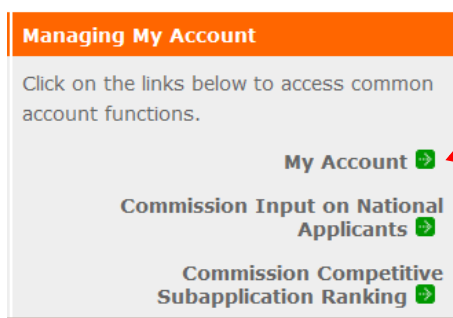 Managing My Account
Click on the links below to access common
account functions.
My Account
Commission Input on National
Applicants
Commission Competitive
Subapplication Ranking